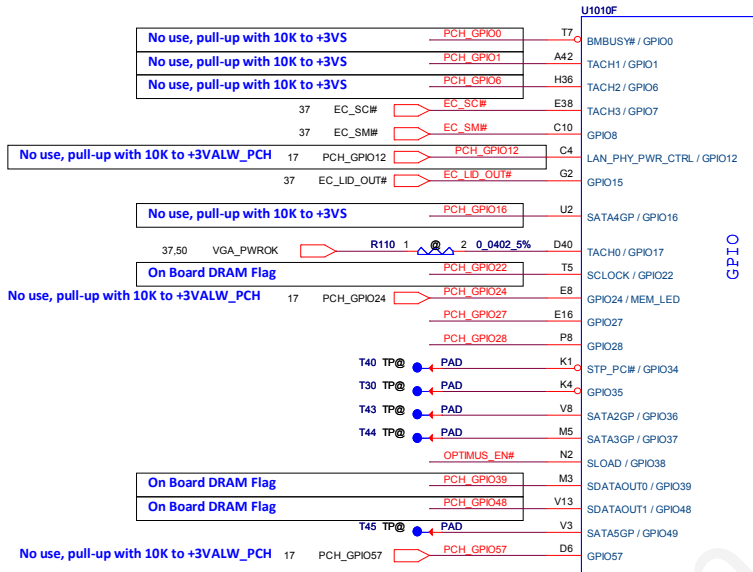 U1010F
No use, pull-up with 10K to +3VS PCH_GPIO0 T7 BMBUSY# / GPIO0
No use, pull-up with 10K to +3VS PCH_GPIO1 A42 TACH1 / GPIO1
No use, pull-up with 10K to +3VS PCH_GPIO6 H36 TACH2 / GPIO6
37 EC_SCI# EC_SCI# E38 TACH3 / GPIO7
37 EC_SMI# EC_SMI# C10 GPIO8
No use, pull-up with 10K to +3VALW_PCH 17 PCH_GPIO12 PCH_GPIO12 C4 LAN_PHY_PWR_CTRL / GPIO12
37 EC_LID_OUT# EC_LID_OUT# G2 GPIO15
No use, pull-up with 10K to +3VS PCH_GPIO16 U2 SATA4GP / GPIO16
37,50 VGA_PWROK R110 1 @ 2 0_0402_5% D40 TACH0 / GPIO17
GPIO
On Board DRAM Flag PCH_GPIO22 T5 SCLOCK / GPIO22
No use, pull-up with 10K to +3VALW_PCH 17 PCH_GPIO24 PCH_GPIO24 E8 GPIO24 / MEM_LED
PCH_GPIO27 E16 GPIO27
PCH_GPIO28 P8 GPIO28
T40 TP@ PAD K1 STP_PCI# / GPIO34
T30 TP@ PAD K4 GPIO35
T43 TP@ PAD V8 SATA2GP / GPIO36
T44 TP@ PAD M5 SATA3GP / GPIO37
OPTIMUS_EN# N2 SLOAD / GPIO38
On Board DRAM Flag PCH_GPIO39 M3 SDATAOUT0 / GPIO39
On Board DRAM Flag PCH_GPIO48 V13 SDATAOUT1 / GPIO48
T45 TP@ PAD V3 SATA5GP / GPIO49
No use, pull-up with 10K to +3VALW_PCH 17 PCH_GPIO57 PCH_GPIO57 D6 GPIO57